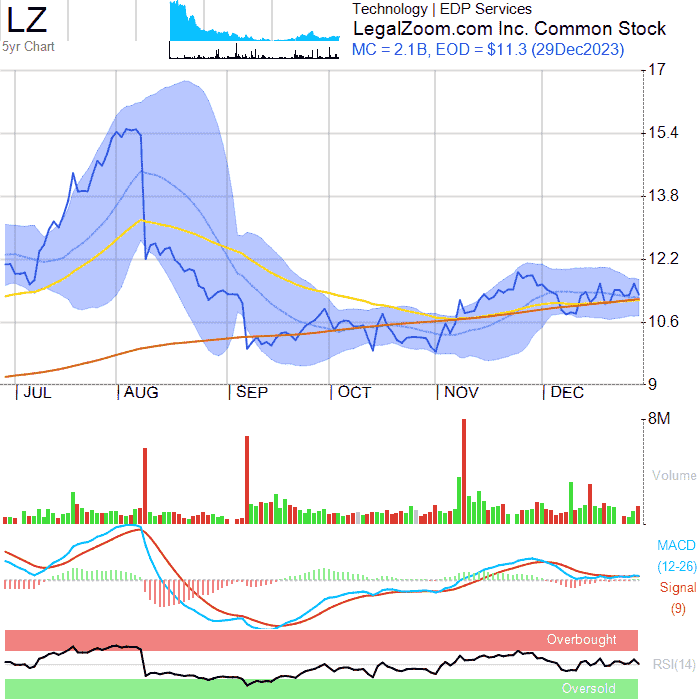 LZ
5yr Chart
Technology | EDP Services
LegalZoom.com Inc. Common Stock
MC = 2.1B, EOD = $11.3 (29Dec2023)
17
15.4
13.8
12.2
10.6
9
JUL AUG SEP OCT NOV DEC
8M
Volume
MACD
(12-26)
Signal
(9)
Overbought
RSI(14)
Oversold